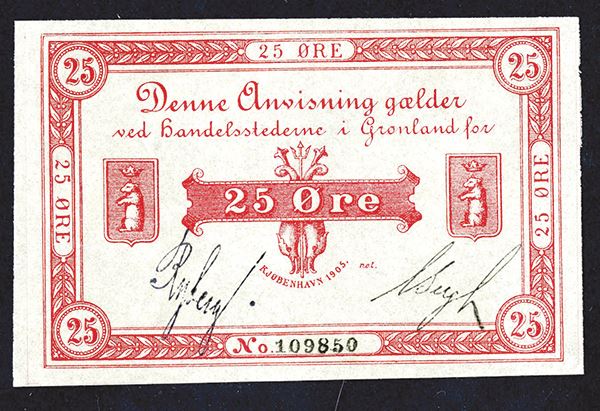 25 25 ØRE 25
Denne Anvisning gælder
ved Handelsstederne i Grønland for
25 ØRE 25 ØRE
25 Øre
KJØBENHAVN 1905.
25 No. 109850 25